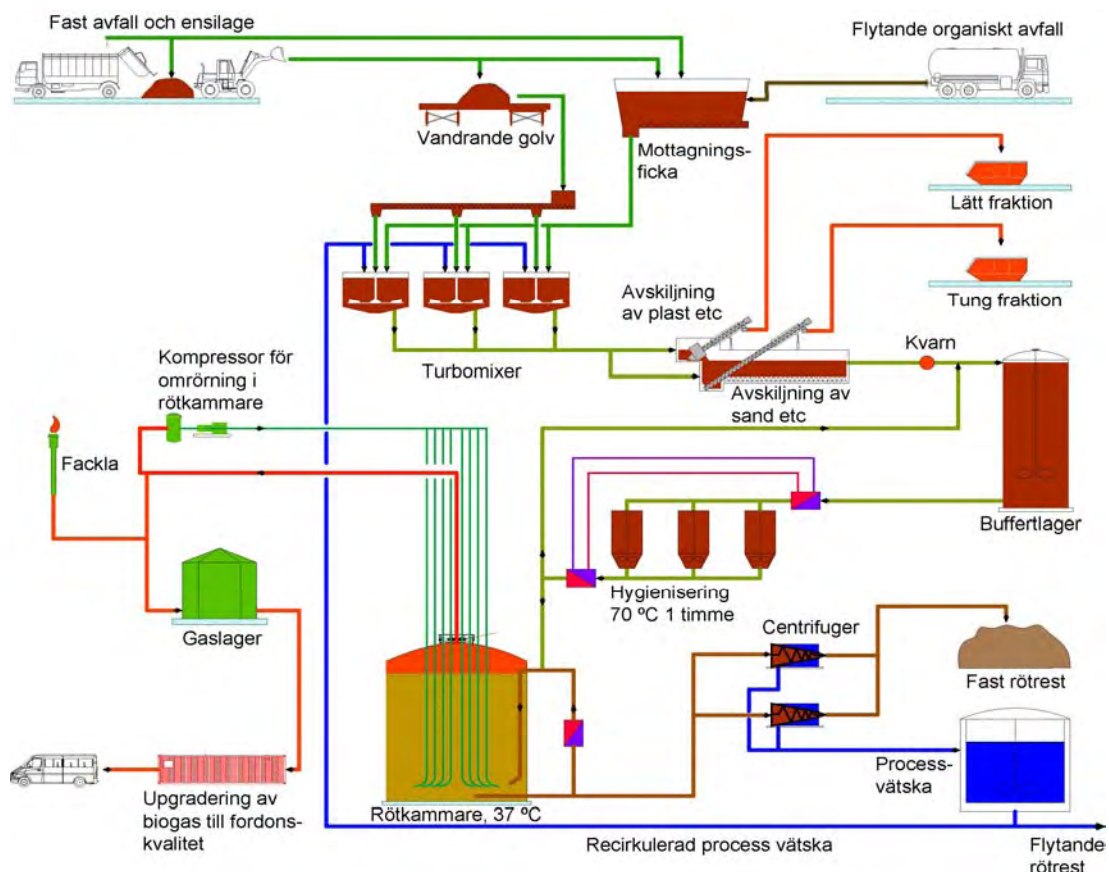 Fast avfall och ensilage
Flytande organiskt avfall
Vandrande golv
Mottagnings-
ficka
Lätt fraktion
Tung fraktion
Avskiljning
av plast etc
Kvarn
Turbomixer
Avskiljning av
sand etc
Kompressor för
omrörning i
rötkammare
Fackla
Buffertlager
Hygienisering
70 ºC 1 timme
Gaslager
Centrifuger
Fast rötrest
Process-
vätska
Upgradering av
biogas till fordons-
kvalitet
Rötkammare, 37 ºC
Recirkulerad process vätska
Flytande
rötrest